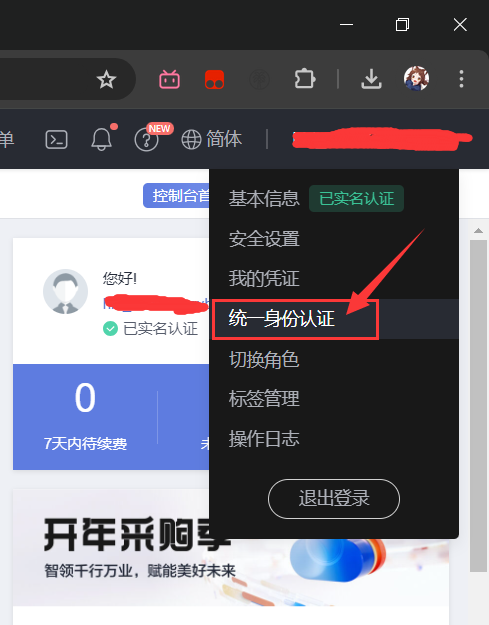 单
NEW
简体
控制台首
基本信息 已实名认证
安全设置
我的凭证
统一身份认证
切换角色
标签管理
操作日志
退出登录
您好!
已实名认证
0
7天内待续费
开年采购季
智领千行万业，赋能美好未来